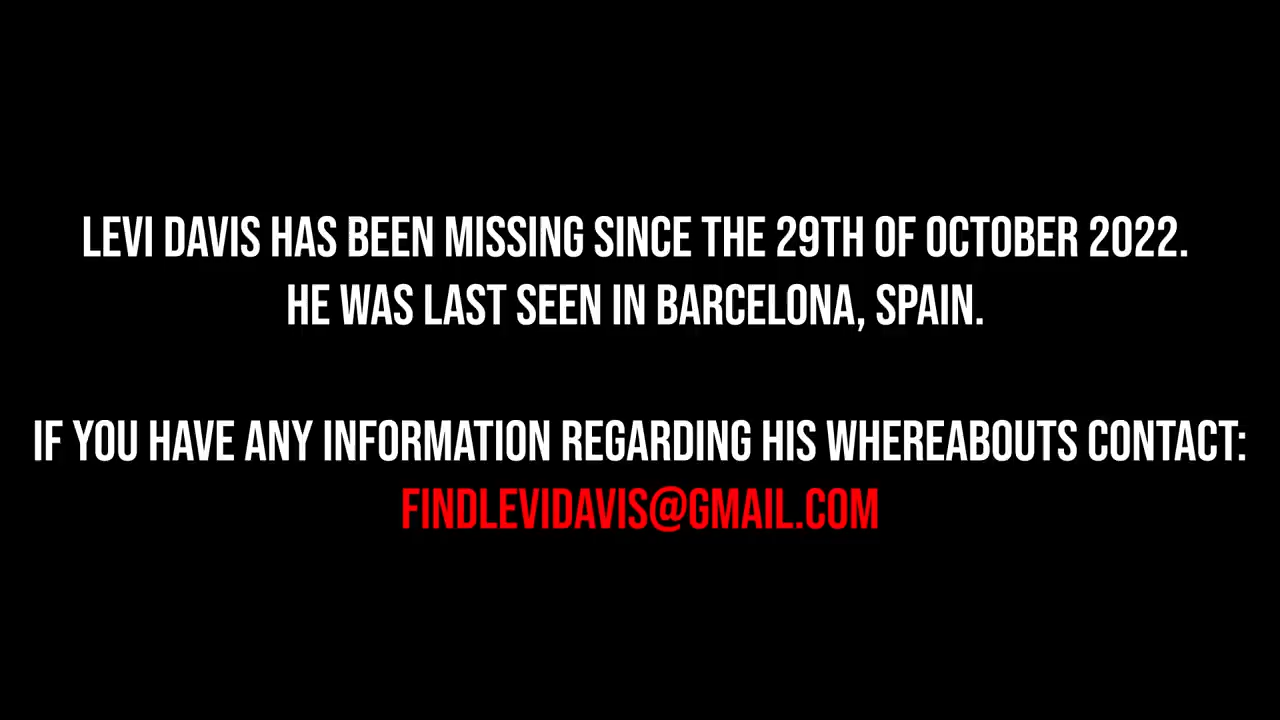 LEVI DAVIS HAS BEEN MISSING SINCE THE 29TH OF OCTOBER 2022.
HE WAS LAST SEEN IN BARCELONA, SPAIN.
IF YOU HAVE ANY INFORMATION REGARDING HIS WHEREABOUTS CONTACT:
FINDLEVIDAVIS@GMAIL.COM